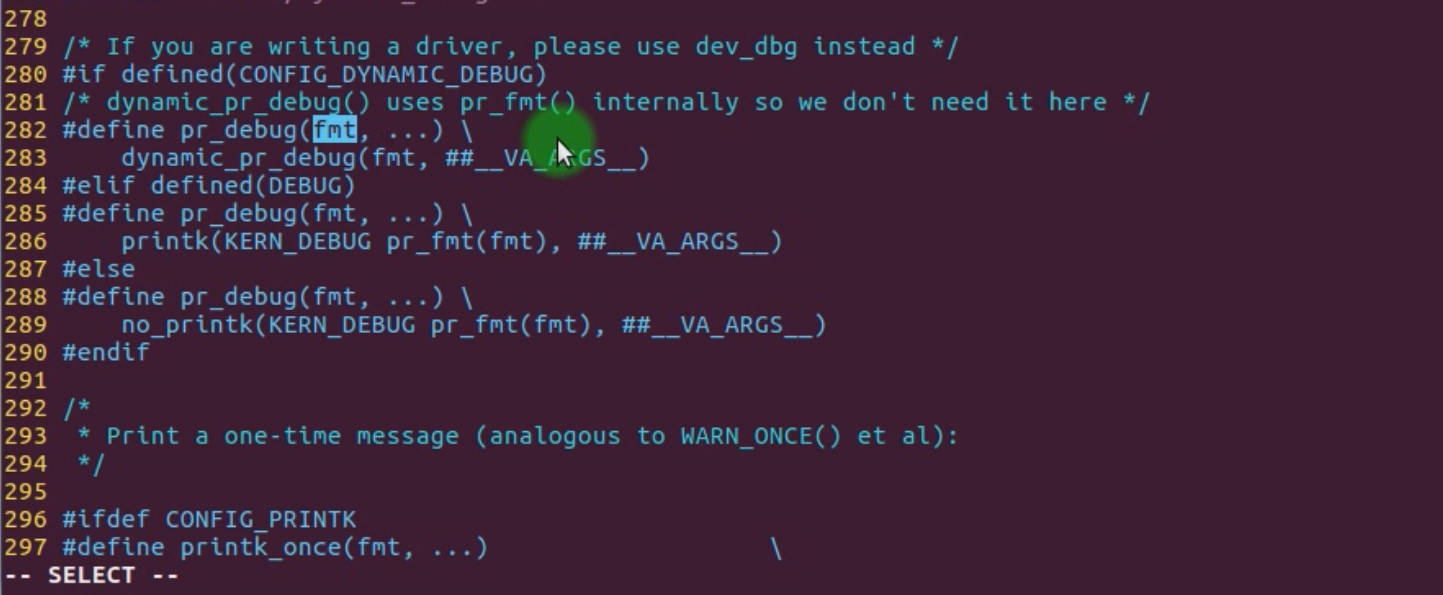 278
279 /* If you are writing a driver, please use dev_dbg instead */
280 #if defined(CONFIG_DYNAMIC_DEBUG)
281 /* dynamic_pr_debug() uses pr_fmt() internally so we don't need it here */
282 #define pr_debug(fmt, ...) \
283     dynamic_pr_debug(fmt, ##__VA_ARGS__)
284 #elif defined(DEBUG)
285 #define pr_debug(fmt, ...) \
286     printk(KERN_DEBUG pr_fmt(fmt), ##__VA_ARGS__)
287 #else
288 #define pr_debug(fmt, ...) \
289     no_printk(KERN_DEBUG pr_fmt(fmt), ##__VA_ARGS__)
290 #endif
291
292 /*
293  * Print a one-time message (analogous to WARN_ONCE() et al):
294  */
295
296 #ifdef CONFIG_PRINTK
297 #define printk_once(fmt, ...)                    \
-- SELECT --